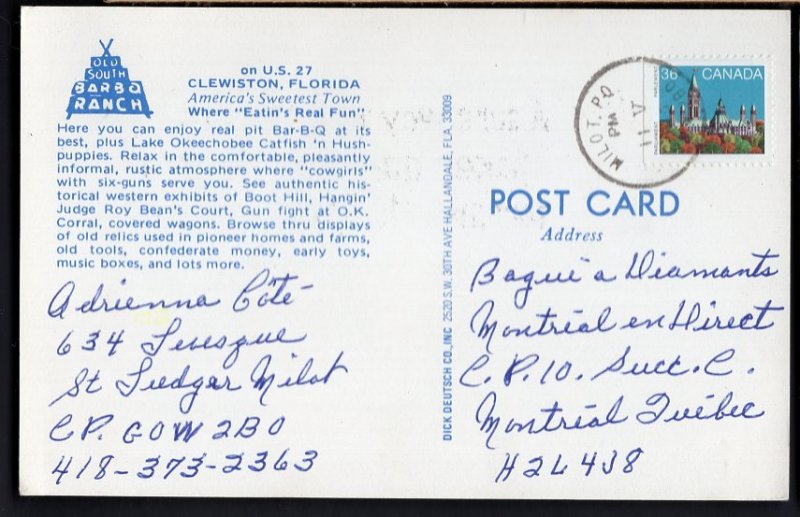 OLD
SOUTH
BAR B Q
RANCH
on U.S. 27
CLEWISTON, FLORIDA
America's Sweetest Town
Where "Eatin's Real Fun"
Here you can enjoy real pit Bar-B-Q at its
best, plus Lake Okeechobee Catfish 'n Hush-
puppies. Relax in the comfortable, pleasantly
informal, rustic atmosphere where "cowgirls"
with six-guns serve you. See authentic his-
torical western exhibits of Boot Hill, Hangin'
Judge Roy Bean's Court, Gun fight at O.K.
Corral, covered wagons. Browse thru displays
of old relics used in pioneer homes and farms,
old tools, confederate money, early toys,
music boxes, and lots more.
Adrienna Côté
634 Levesque
St Ludger Milot
C.P. G0W 2B0
418-373-2363
DICK DEUTSCH CO., INC 2520 S.W. 30TH AVE HALLANDALE, FLA. 33009
MILOT, P.Q
PM
36 CANADA
PARLIAMENT
PARLEMENT
POST CARD
Address
Bague à Diamants
Montréal en Direct
C.P. 10. Succ. C.
Montréal Québec
H2L 4J8